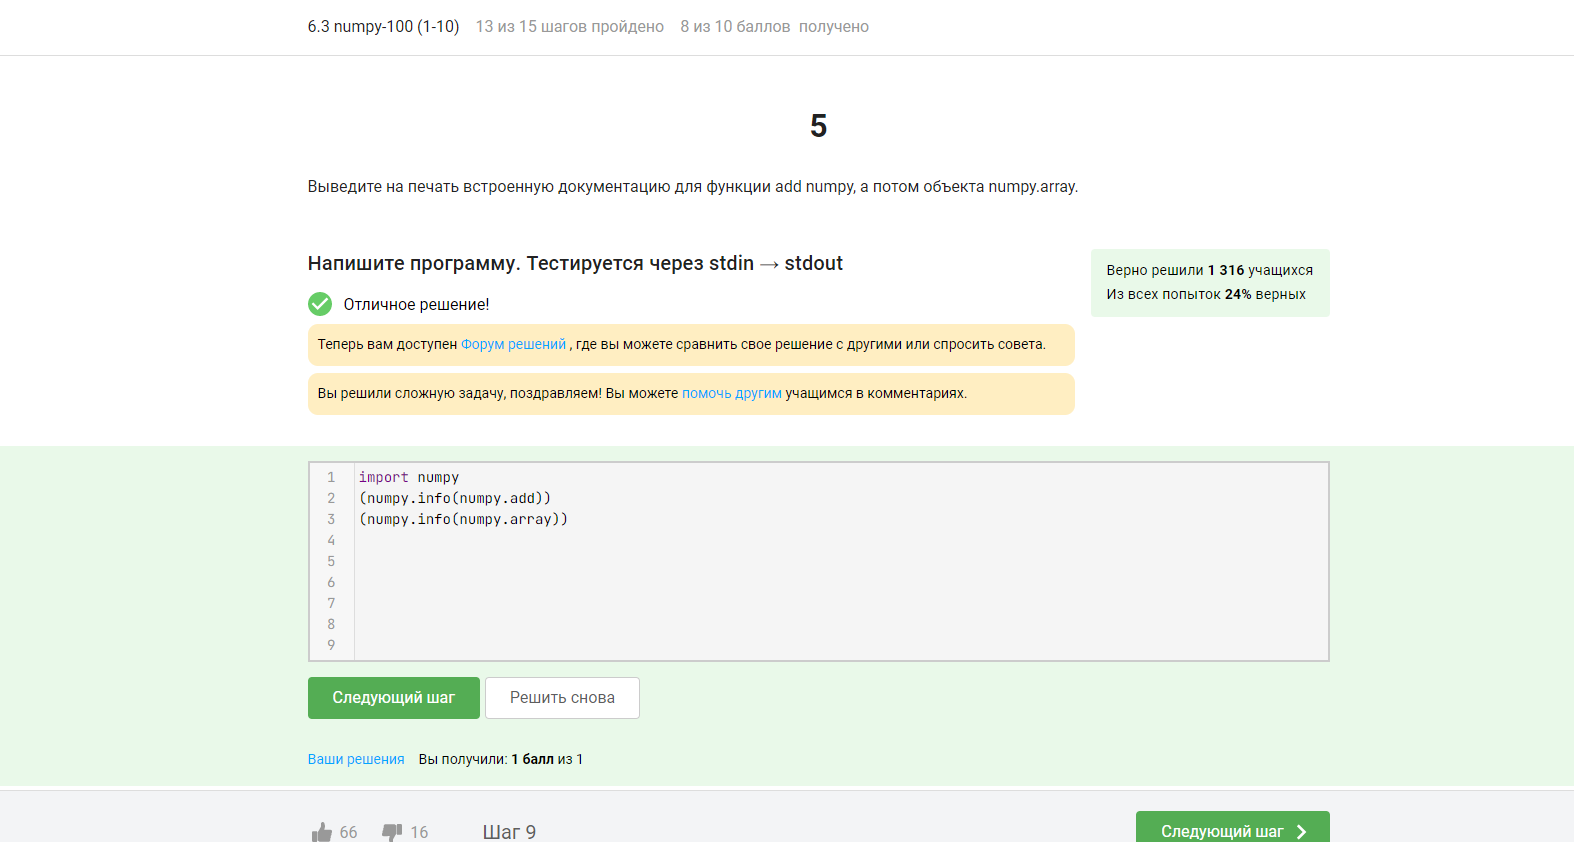 6.3 numpy-100 (1-10) 13 из 15 шагов пройдено 8 из 10 баллов получено
5
Выведите на печать встроенную документацию для функции add numpy, а потом объекта numpy.array.
Напишите программу. Тестируется через stdin → stdout
Верно решили 1 316 учащихся
Из всех попыток 24% верных
Отличное решение!
Теперь вам доступен Форум решений , где вы можете сравнить свое решение с другими или спросить совета.
Вы решили сложную задачу, поздравляем! Вы можете помочь другим учащимся в комментариях.
1 import numpy
2 (numpy.info(numpy.add))
3 (numpy.info(numpy.array))
4
5
6
7
8
9
Следующий шаг Решить снова
Ваши решения Вы получили: 1 балл из 1
66 16 Шаг 9 Следующий шаг